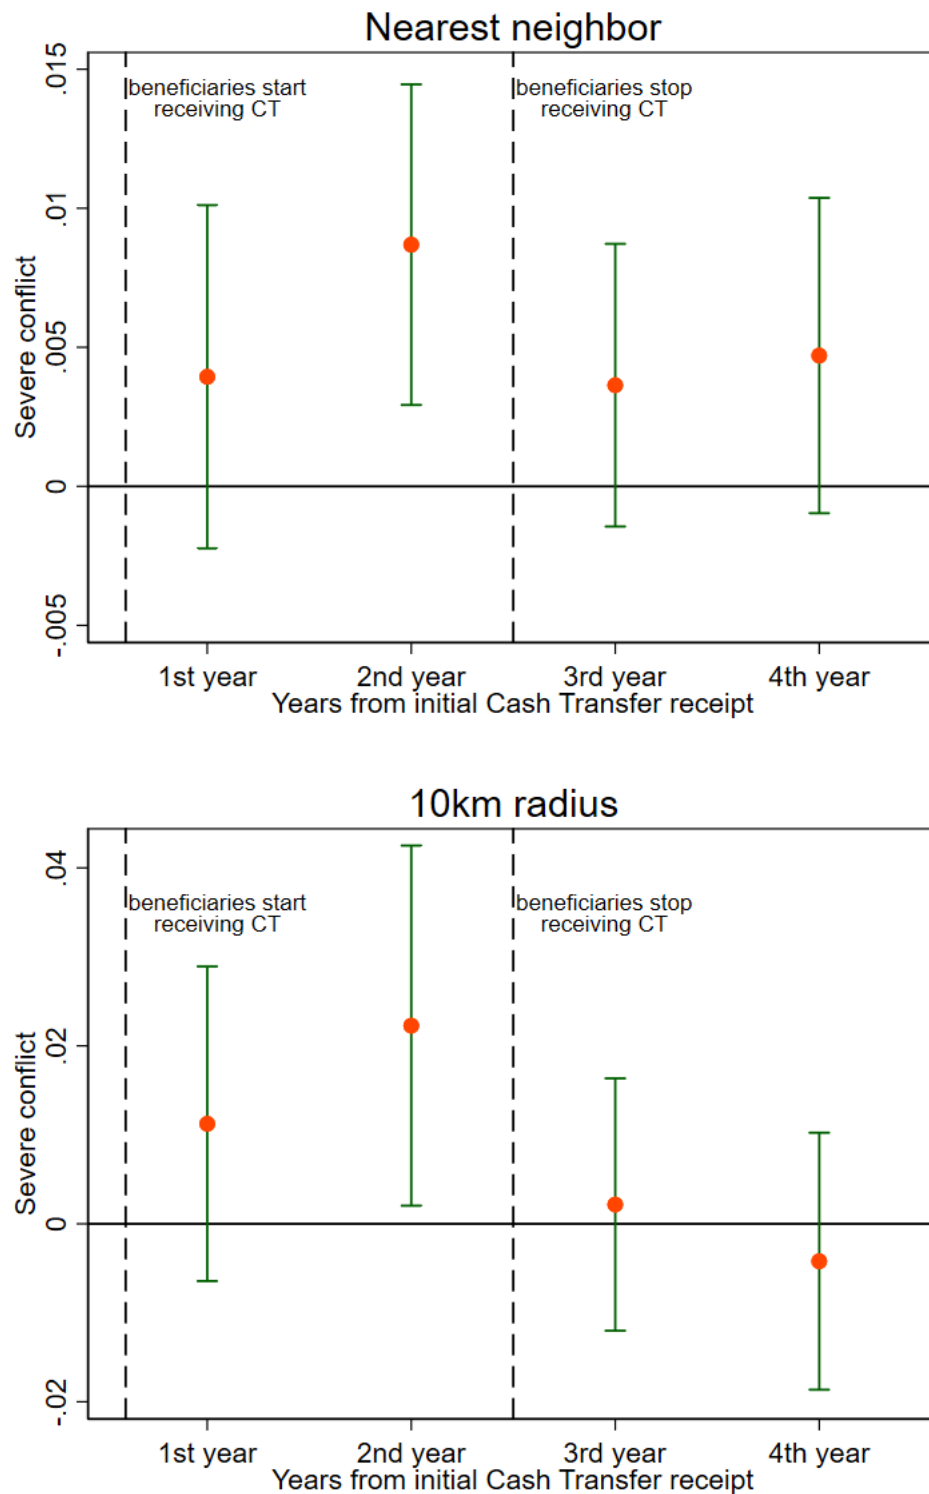 Nearest neighbor
beneficiaries start
receiving CT
beneficiaries stop
receiving CT
Severe conflict
.015
.01
.005
0
-.005
1st year
2nd year
3rd year
4th year
Years from initial Cash Transfer receipt
10km radius
beneficiaries start
receiving CT
beneficiaries stop
receiving CT
Severe conflict
.04
.02
0
-.02
1st year
2nd year
3rd year
4th year
Years from initial Cash Transfer receipt